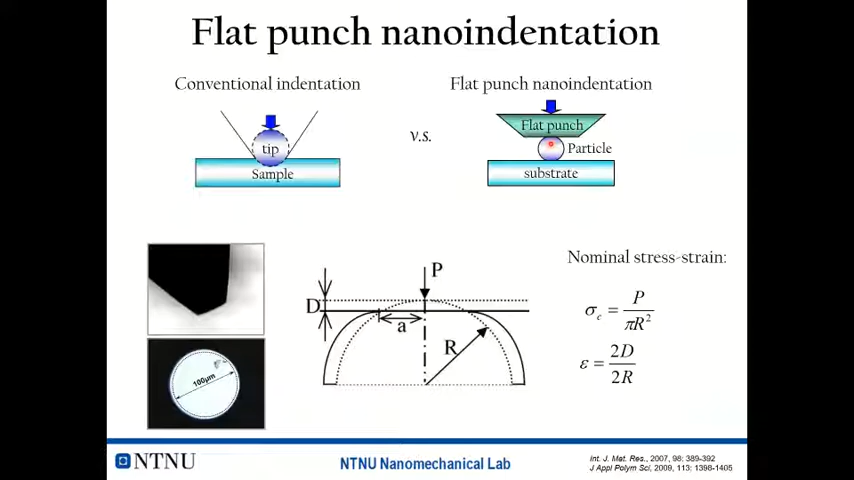 Flat punch nanoindentation
Conventional indentation
Flat punch nanoindentation
tip
Sample
v.s.
Flat punch
Particle
substrate
100μm
P
D
a
R
Nominal stress-strain:
σc = P / πR²
ε = 2D / 2R
NTNU
NTNU Nanomechanical Lab
Int. J. Mat. Res., 2007, 98: 389-392
J Appl Polym Sci, 2009, 113: 1398-1405